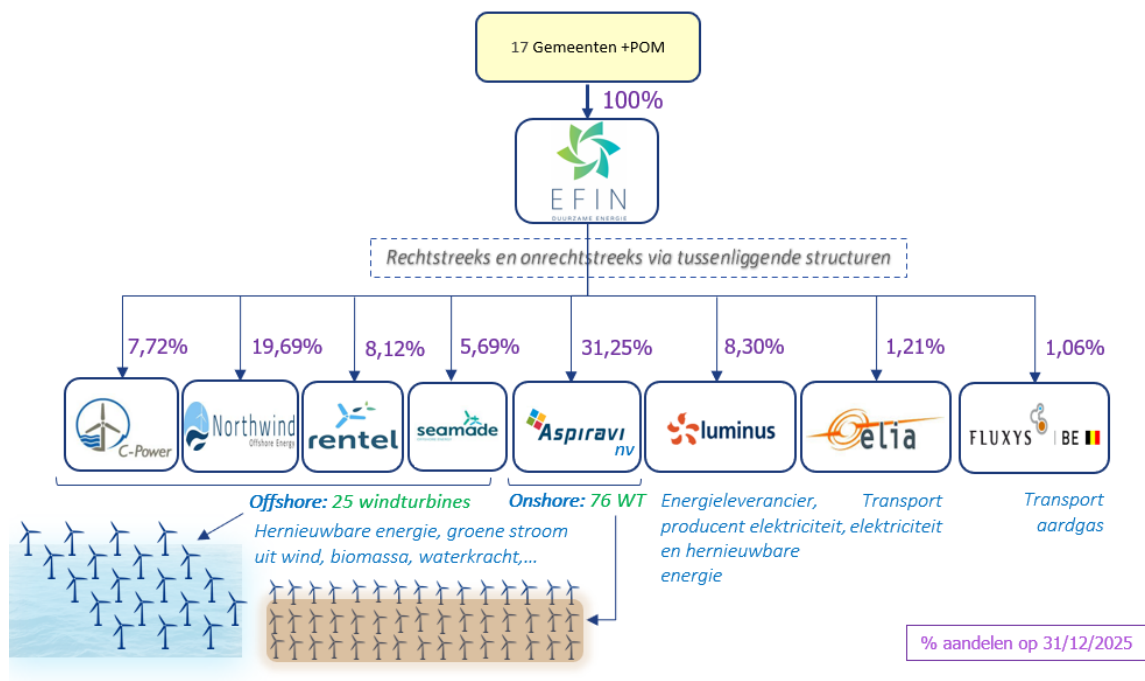 17 Gemeenten +POM
100%
EFIN
DUURZAME ENERGIE
Rechtstreeks en onrechtstreeks via tussenliggende structuren
7,72%
19,69%
8,12%
5,69%
31,25%
8,30%
1,21%
1,06%
C-Power
Northwind
Offshore Energy
rentel
seamade
Aspiravi
nv
luminus
elia
FLUXYS | BE
Offshore: 25 windturbines
Hernieuwbare energie, groene stroom
uit wind, biomassa, waterkracht,...
Onshore: 76 WT
Energieleverancier,
producent elektriciteit,
en hernieuwbare
energie
Transport
elektriciteit
Transport
aardgas
% aandelen op 31/12/2025